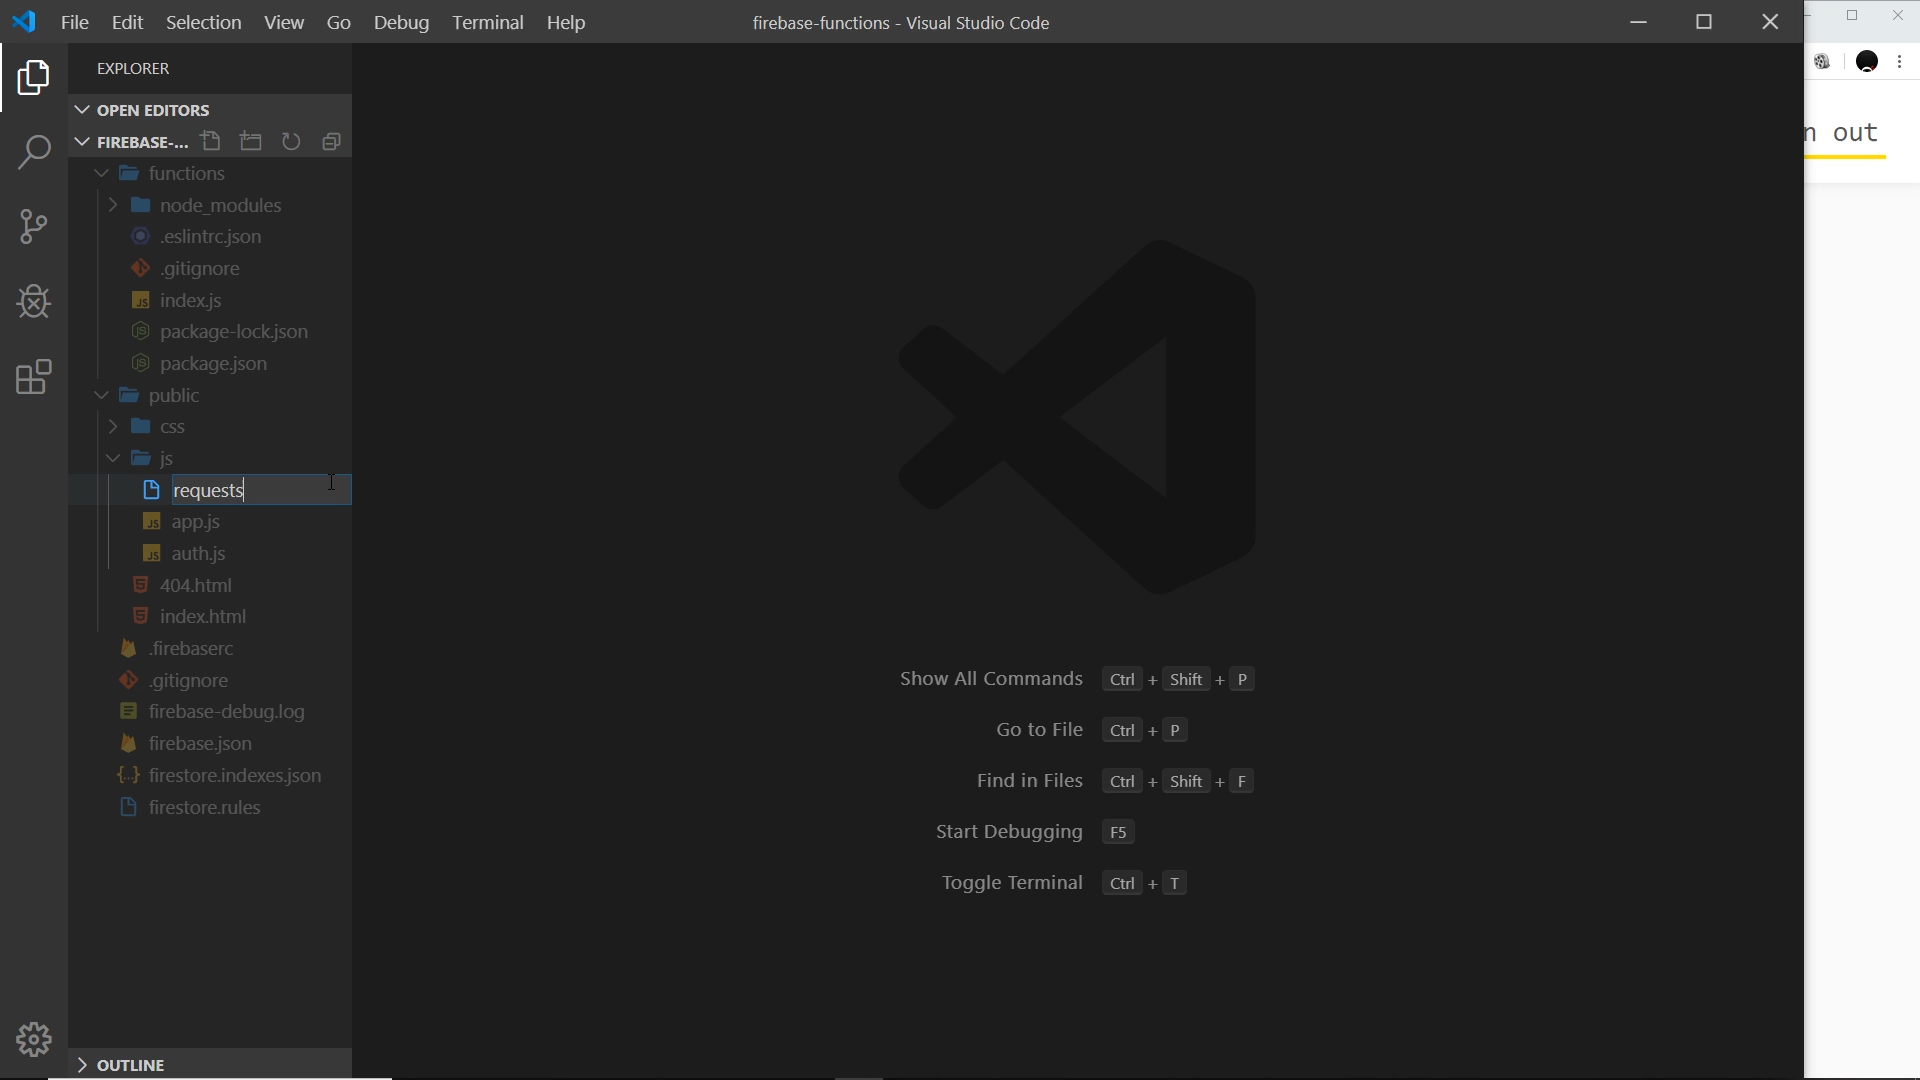 File Edit Selection View Go Debug Terminal Help
firebase-functions - Visual Studio Code
EXPLORER
OPEN EDITORS
FIREBASE-...
functions
node_modules
.eslintrc.json
.gitignore
JS index.js
package-lock.json
package.json
public
css
js
requests
JS app.js
JS auth.js
404.html
index.html
.firebaserc
.gitignore
firebase-debug.log
firebase.json
{..} firestore.indexes.json
firestore.rules
OUTLINE
Show All Commands Ctrl + Shift + P
Go to File Ctrl + P
Find in Files Ctrl + Shift + F
Start Debugging F5
Toggle Terminal Ctrl + T
n out